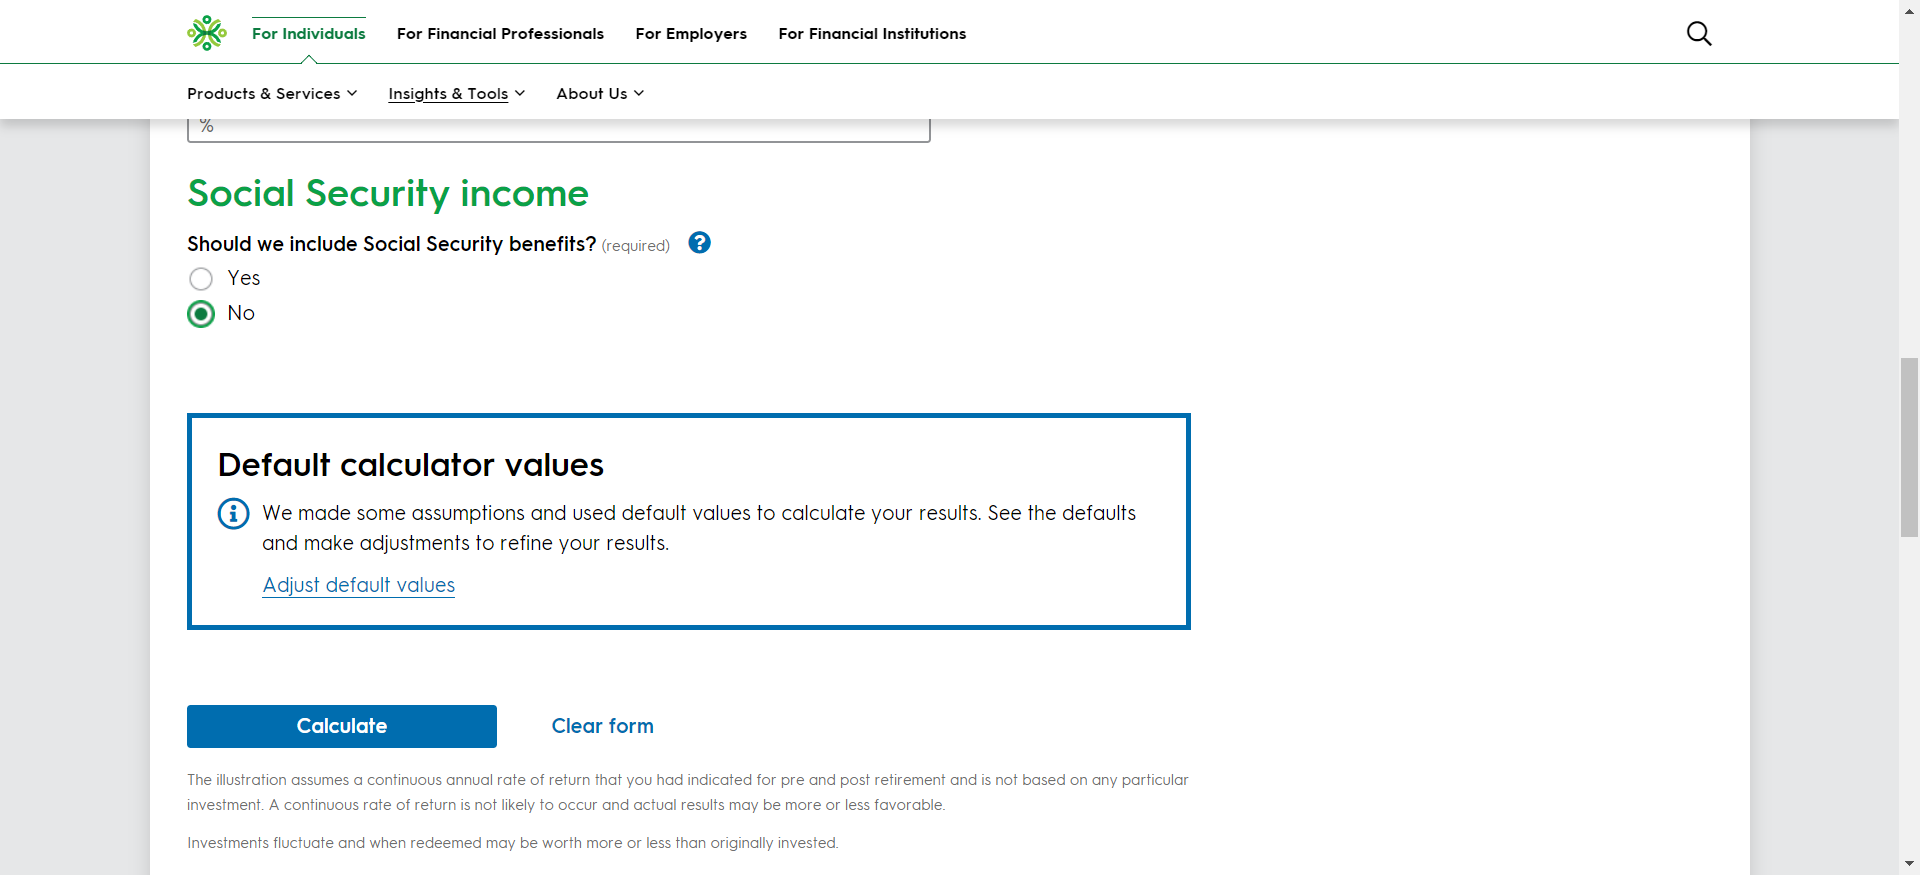 For Individuals
For Financial Professionals
For Employers
For Financial Institutions
Products & Services
Insights & Tools
About Us
%
Social Security income
Should we include Social Security benefits? (required) ?
Yes
No
Default calculator values
We made some assumptions and used default values to calculate your results. See the defaults
and make adjustments to refine your results.
Adjust default values
Calculate
Clear form
The illustration assumes a continuous annual rate of return that you had indicated for pre and post retirement and is not based on any particular
investment. A continuous rate of return is not likely to occur and actual results may be more or less favorable.
Investments fluctuate and when redeemed may be worth more or less than originally invested.